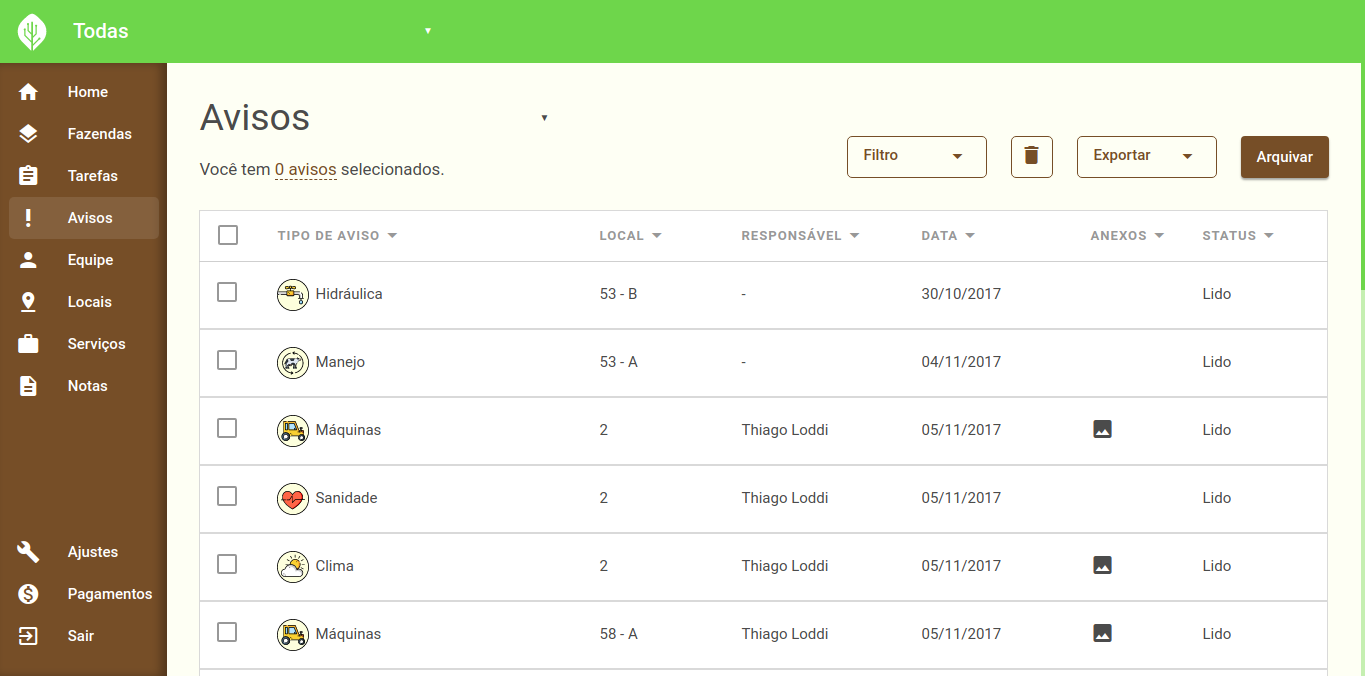 Todas
Home
Fazendas
Tarefas
Avisos
Equipe
Locais
Serviços
Notas
Ajustes
Pagamentos
Sair
Avisos
Você tem 0 avisos selecionados.
Filtro Exportar Arquivar
TIPO DE AVISO LOCAL RESPONSÁVEL DATA ANEXOS STATUS
Hidráulica 53 - B - 30/10/2017 Lido
Manejo 53 - A - 04/11/2017 Lido
Máquinas 2 Thiago Loddi 05/11/2017 Lido
Sanidade 2 Thiago Loddi 05/11/2017 Lido
Clima 2 Thiago Loddi 05/11/2017 Lido
Máquinas 58 - A Thiago Loddi 05/11/2017 Lido